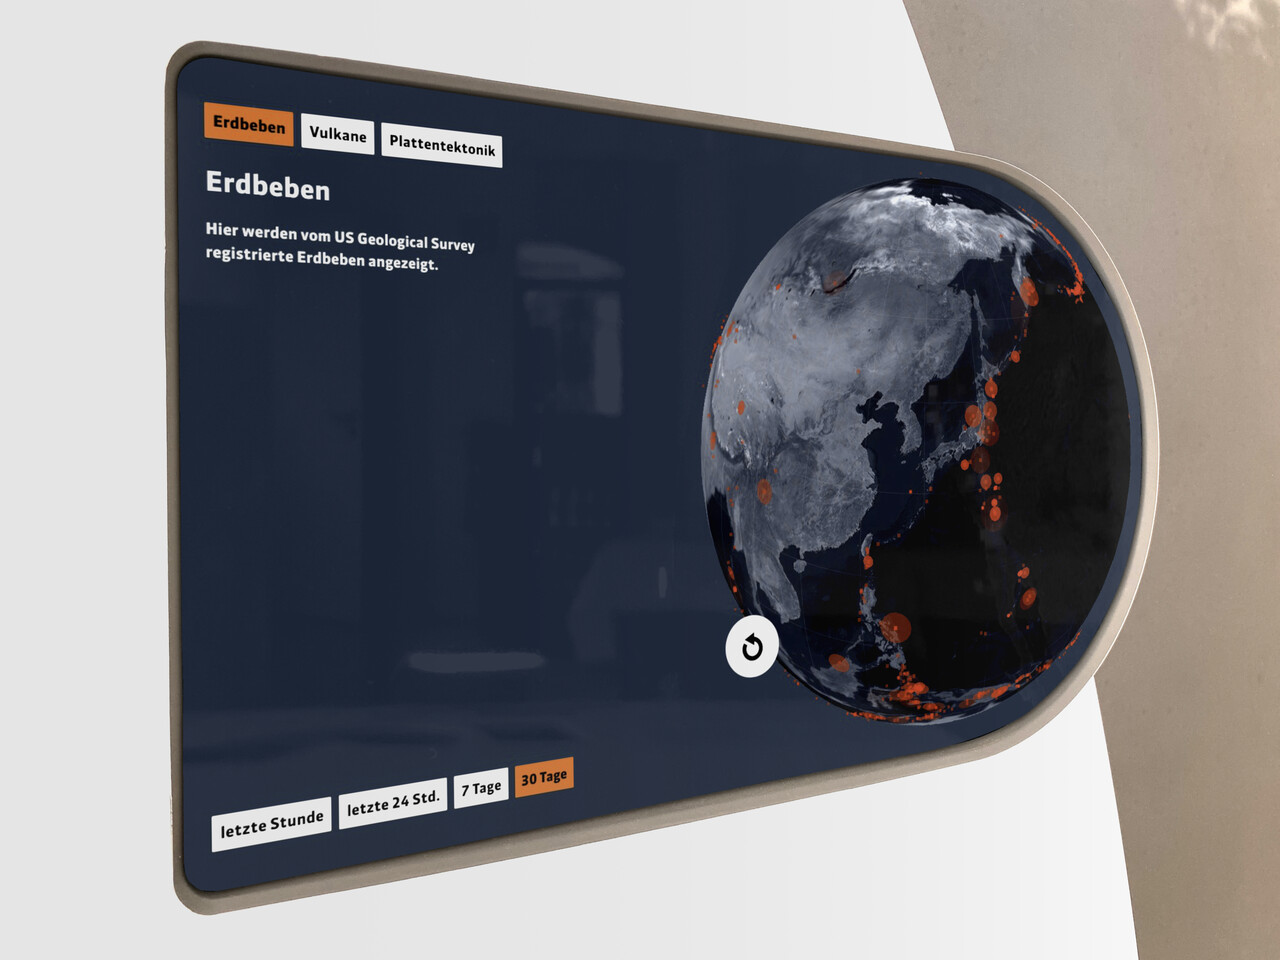 Erdbeben Vulkane Plattentektonik
Erdbeben
Hier werden vom US Geological Survey
registrierte Erdbeben angezeigt.
letzte Stunde letzte 24 Std. 7 Tage 30 Tage